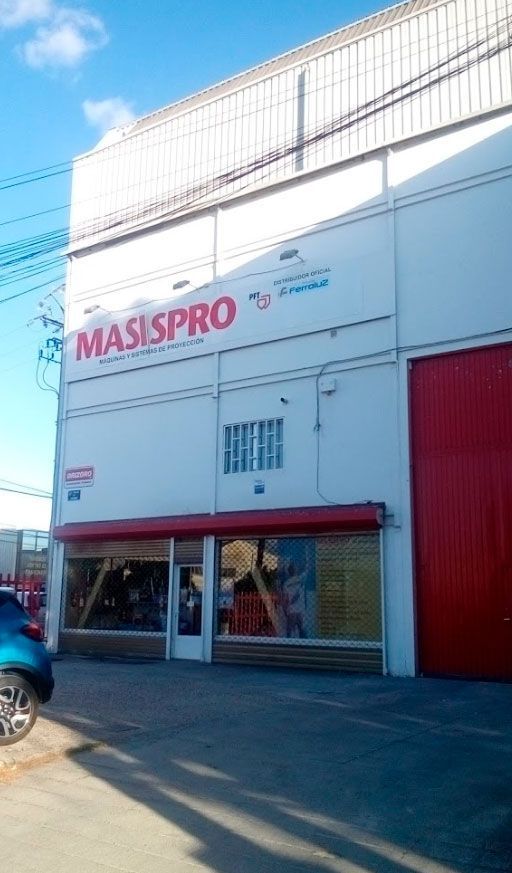 DISTRIBUIDOR OFICIAL
MASISPRO
PFT
Ferroluz
MÁQUINAS Y SISTEMAS DE PROYECCIÓN